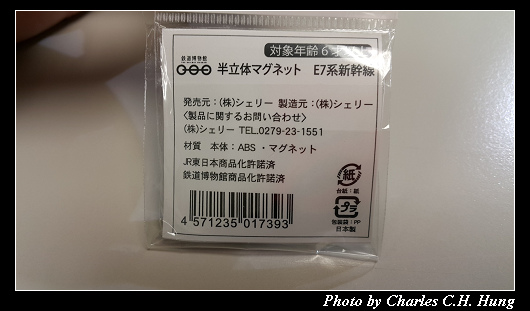 対象年齢6才以上
鉄道博物館
半立体マグネット E7系新幹線
発売元：(株)シェリー 製造元：(株)シェリー
〈製品に関するお問い合わせ〉
(株)シェリー TEL.0279-23-1551
材質 本体：ABS ・マグネット
JR東日本商品化許諾済
鉄道博物館商品化許諾済
紙
台紙：紙
プラ
包装袋：PP
日本製
4 571235 017393
Photo by Charles C.H. Hung